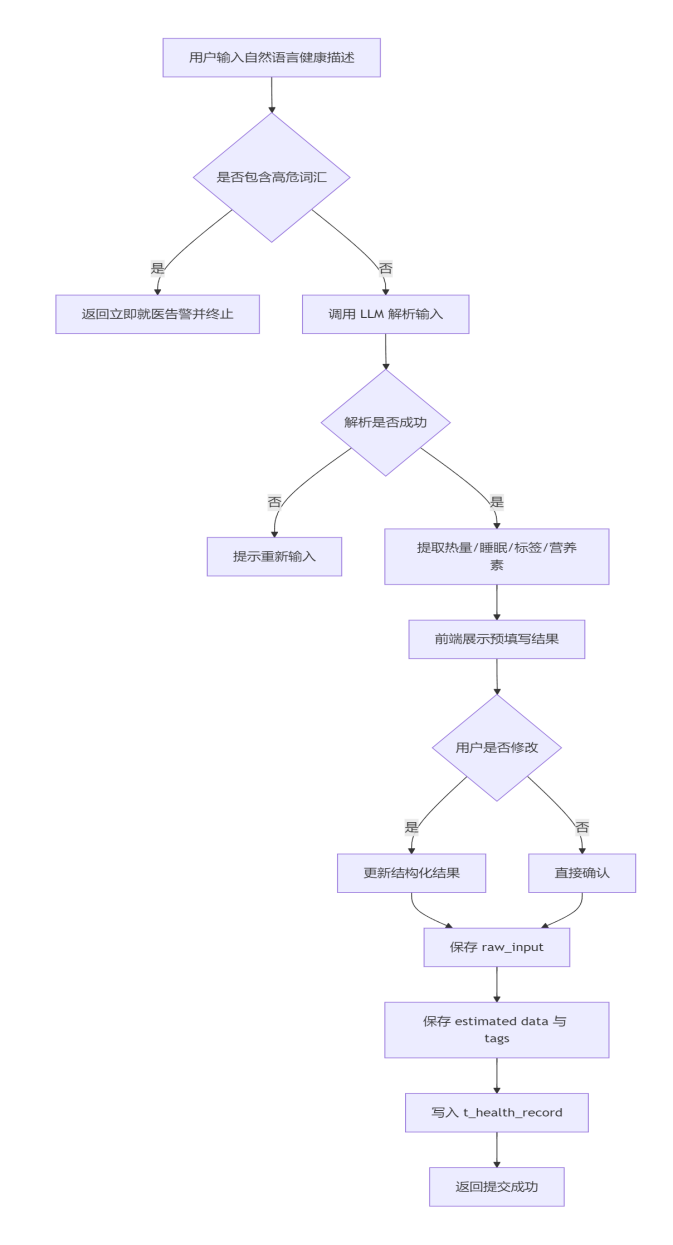 用户输入自然语言健康描述
是否包含高危词汇
是
否
返回立即就医告警并终止
调用 LLM 解析输入
解析是否成功
否
是
提示重新输入
提取热量/睡眠/标签/营养
素
前端展示预填写结果
用户是否修改
是
否
更新结构化结果
直接确认
保存 raw_input
保存 estimated data 与
tags
写入 t_health_record
返回提交成功